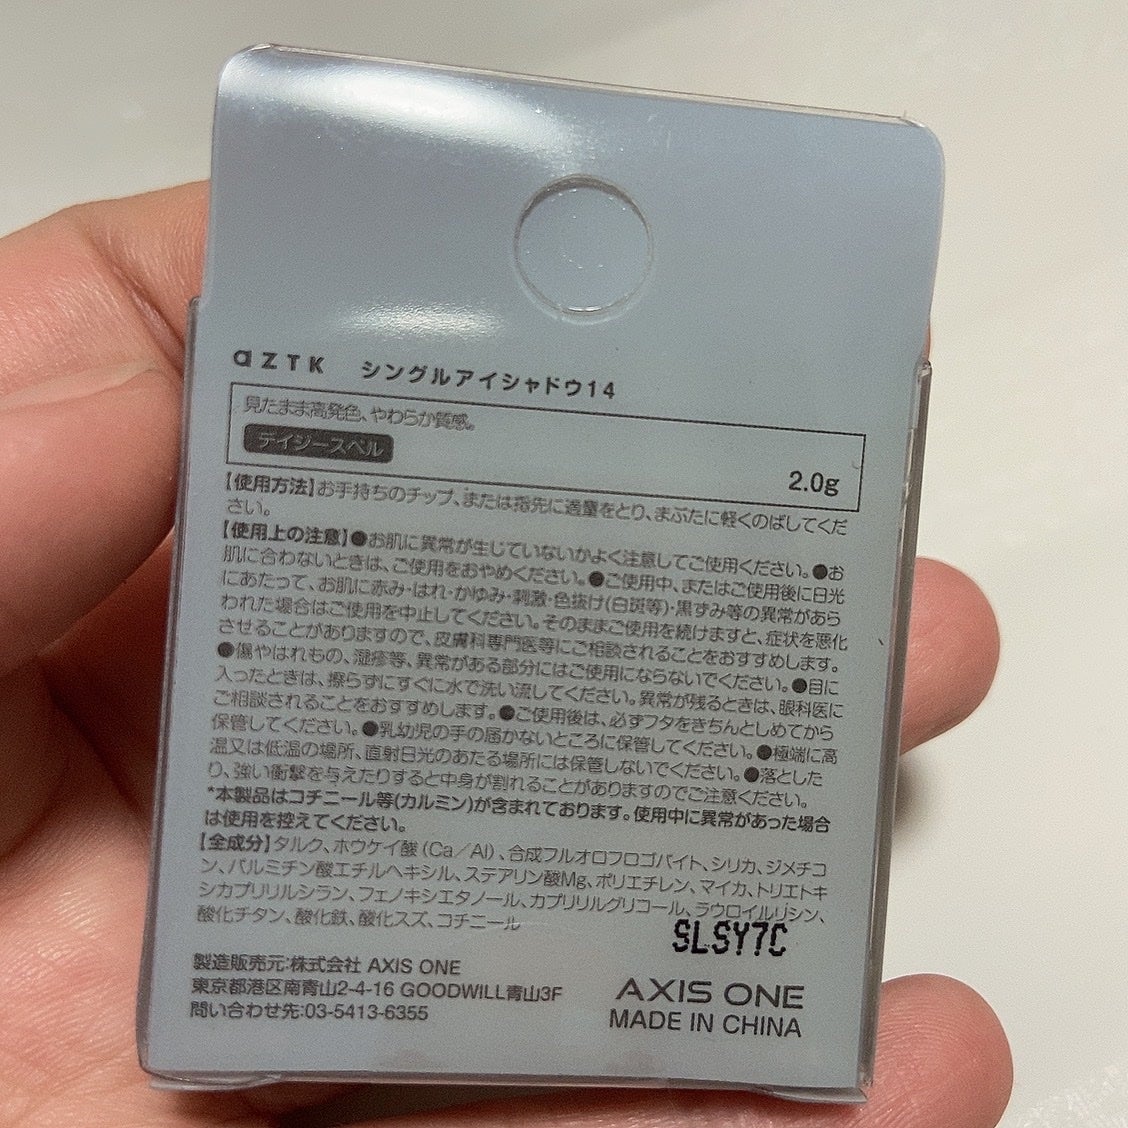 aZTK シングルアイシャドウ14
見たまま高発色、やわらか質感。
デイジースペル
2.0g
【使用方法】お手持ちのチップ、または指先に適量をとり、まぶたに軽くのばしてくだ
さい。
【使用上の注意】●お肌に異常が生じていないかよく注意してご使用ください。●お
肌に合わないときは、ご使用をおやめください。●ご使用中、またはご使用後に日光
にあたって、お肌に赤み・はれ・かゆみ・刺激・色抜け(白斑等)・黒ずみ等の異常があら
われた場合はご使用を中止してください。そのままご使用を続けますと、症状を悪化
させることがありますので、皮膚科専門医等にご相談されることをおすすめします。
●傷やはれもの、湿疹等、異常がある部分にはご使用にならないでください。●目に
入ったときは、擦らずにすぐに水で洗い流してください。異常が残るときは、眼科医に
ご相談されることをおすすめします。●ご使用後は、必ずフタをきちんとしめてから
保管してください。●乳幼児の手の届かないところに保管してください。●極端に高
温又は低温の場所、直射日光のあたる場所には保管しないでください。●落とした
り、強い衝撃を与えたりすると中身が割れることがありますのでご注意ください。
*本製品はコチニール等(カルミン)が含まれております。使用中に異常があった場合
は使用を控えてください。
【全成分】タルク、ホウケイ酸(Ca/Al)、合成フルオロフロゴパイト、シリカ、ジメチコ
ン、パルミチン酸エチルヘキシル、ステアリン酸Mg、ポリエチレン、マイカ、トリエトキ
シカプリリルシラン、フェノキシエタノール、カプリリルグリコール、ラウロイルリシン、
酸化チタン、酸化鉄、酸化スズ、コチニール
SLSY7C
製造販売元:株式会社 AXIS ONE
東京都港区南青山2-4-16 GOODWILL青山3F
問い合わせ先:03-5413-6355
AXIS ONE
MADE IN CHINA